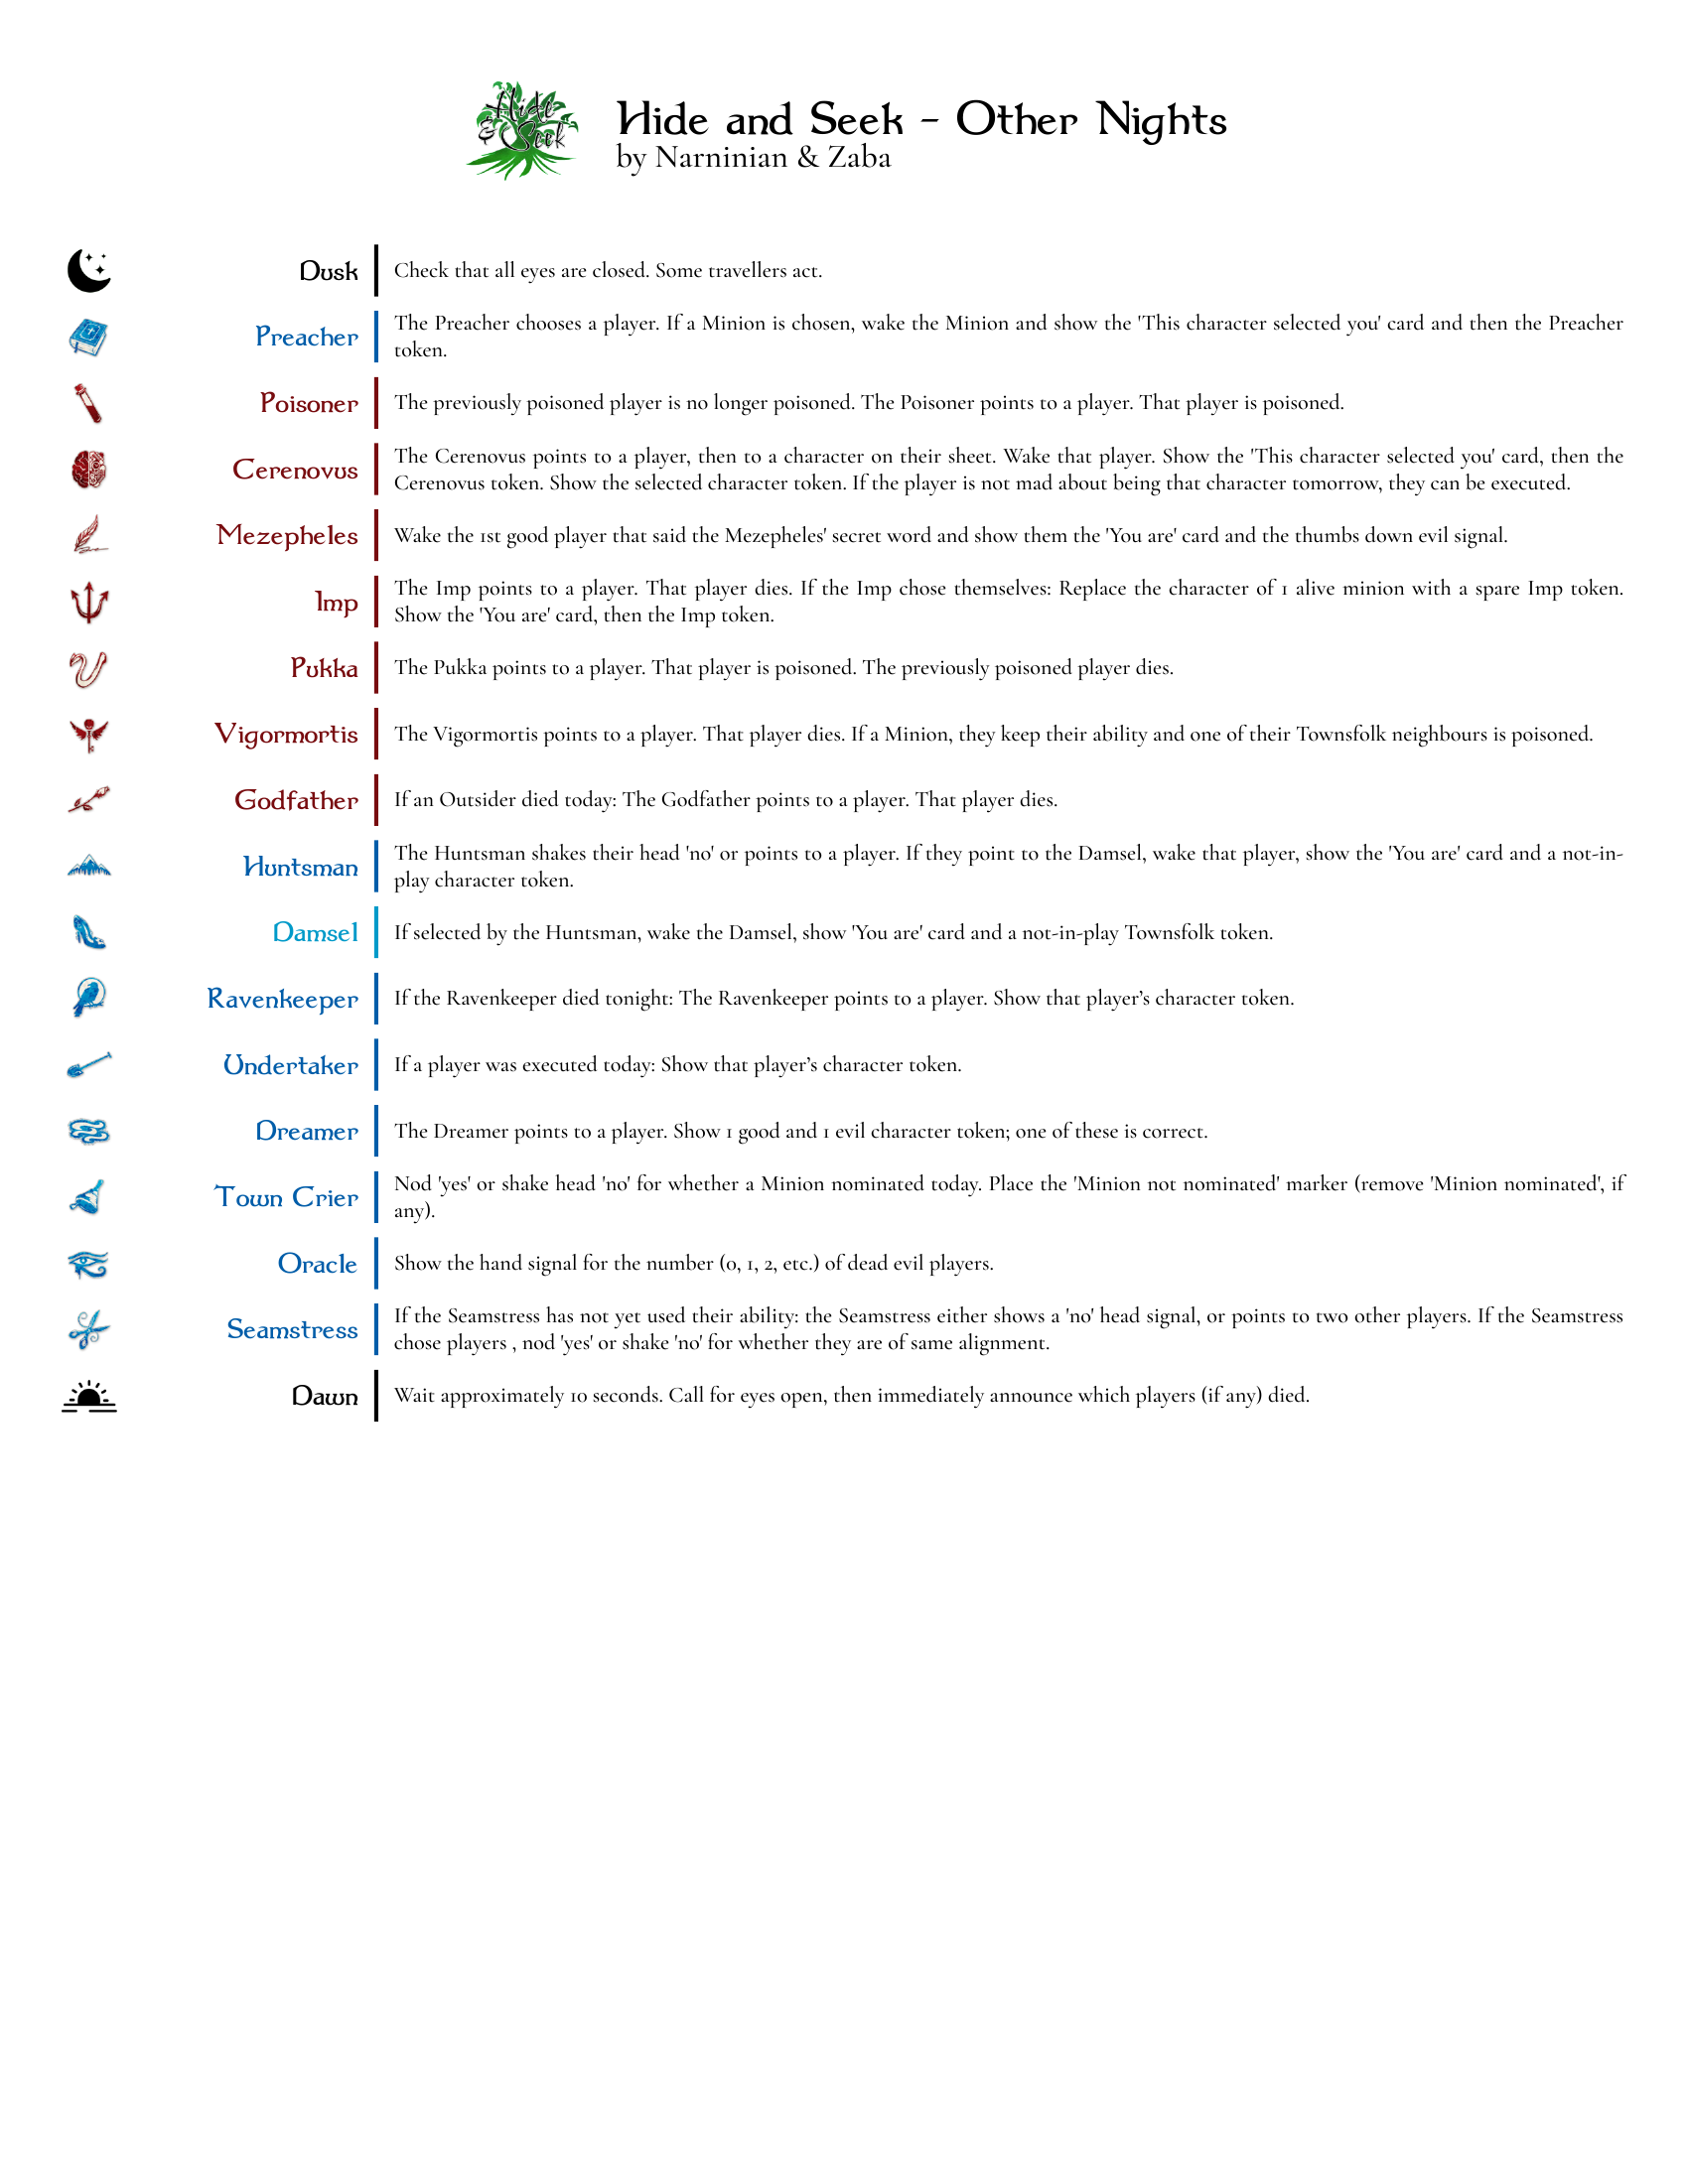 Hide & Seek
Hide and Seek - Other Nights
by Narninian & Zaba
Dusk
Check that all eyes are closed. Some travellers act.
Preacher
The Preacher chooses a player. If a Minion is chosen, wake the Minion and show the 'This character selected you' card and then the Preacher
token.
Poisoner
The previously poisoned player is no longer poisoned. The Poisoner points to a player. That player is poisoned.
Cerenovus
The Cerenovus points to a player, then to a character on their sheet. Wake that player. Show the 'This character selected you' card, then the
Cerenovus token. Show the selected character token. If the player is not mad about being that character tomorrow, they can be executed.
Mezepheles
Wake the 1st good player that said the Mezepheles' secret word and show them the 'You are' card and the thumbs down evil signal.
Imp
The Imp points to a player. That player dies. If the Imp chose themselves: Replace the character of 1 alive minion with a spare Imp token.
Show the 'You are' card, then the Imp token.
Pukka
The Pukka points to a player. That player is poisoned. The previously poisoned player dies.
Vigormortis
The Vigormortis points to a player. That player dies. If a Minion, they keep their ability and one of their Townsfolk neighbours is poisoned.
Godfather
If an Outsider died today: The Godfather points to a player. That player dies.
Huntsman
The Huntsman shakes their head 'no' or points to a player. If they point to the Damsel, wake that player, show the 'You are' card and a not-in-
play character token.
Damsel
If selected by the Huntsman, wake the Damsel, show 'You are' card and a not-in-play Townsfolk token.
Ravenkeeper
If the Ravenkeeper died tonight: The Ravenkeeper points to a player. Show that player’s character token.
Undertaker
If a player was executed today: Show that player’s character token.
Dreamer
The Dreamer points to a player. Show 1 good and 1 evil character token; one of these is correct.
Town Crier
Nod 'yes' or shake head 'no' for whether a Minion nominated today. Place the 'Minion not nominated' marker (remove 'Minion nominated', if
any).
Oracle
Show the hand signal for the number (0, 1, 2, etc.) of dead evil players.
Seamstress
If the Seamstress has not yet used their ability: the Seamstress either shows a 'no' head signal, or points to two other players. If the Seamstress
chose players , nod 'yes' or shake 'no' for whether they are of same alignment.
Dawn
Wait approximately 10 seconds. Call for eyes open, then immediately announce which players (if any) died.